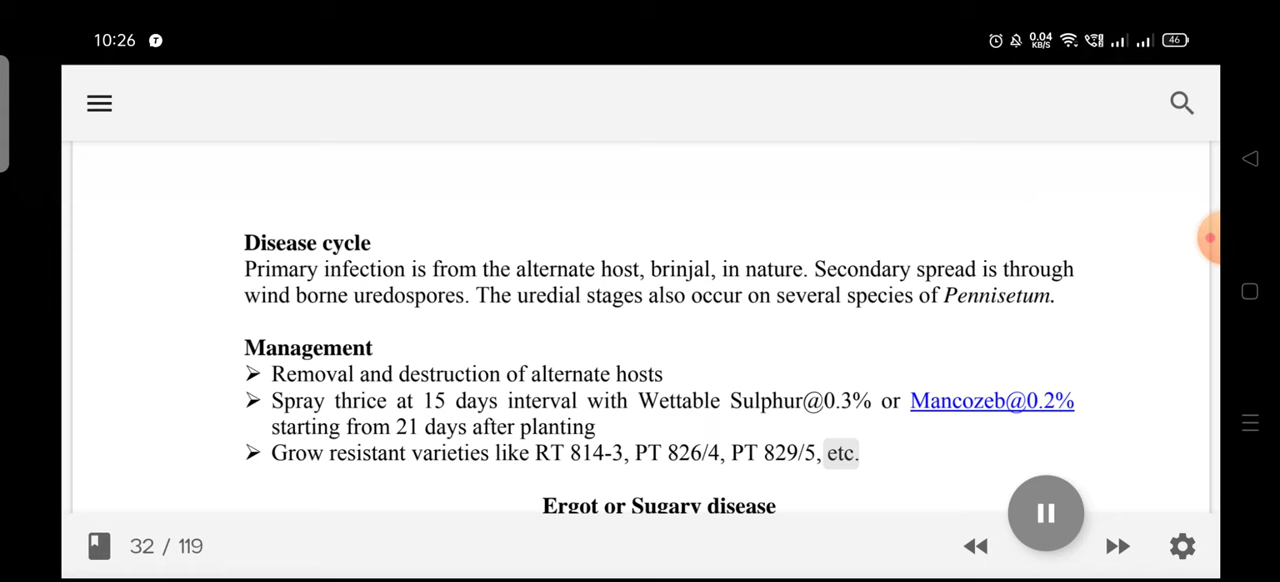 10:26
0.04 KB/S
46
Disease cycle
Primary infection is from the alternate host, brinjal, in nature. Secondary spread is through
wind borne uredospores. The uredial stages also occur on several species of Pennisetum.
Management
➢ Removal and destruction of alternate hosts
➢ Spray thrice at 15 days interval with Wettable Sulphur@0.3% or Mancozeb@0.2%
starting from 21 days after planting
➢ Grow resistant varieties like RT 814-3, PT 826/4, PT 829/5, etc.
Ergot or Sugary disease
32 / 119